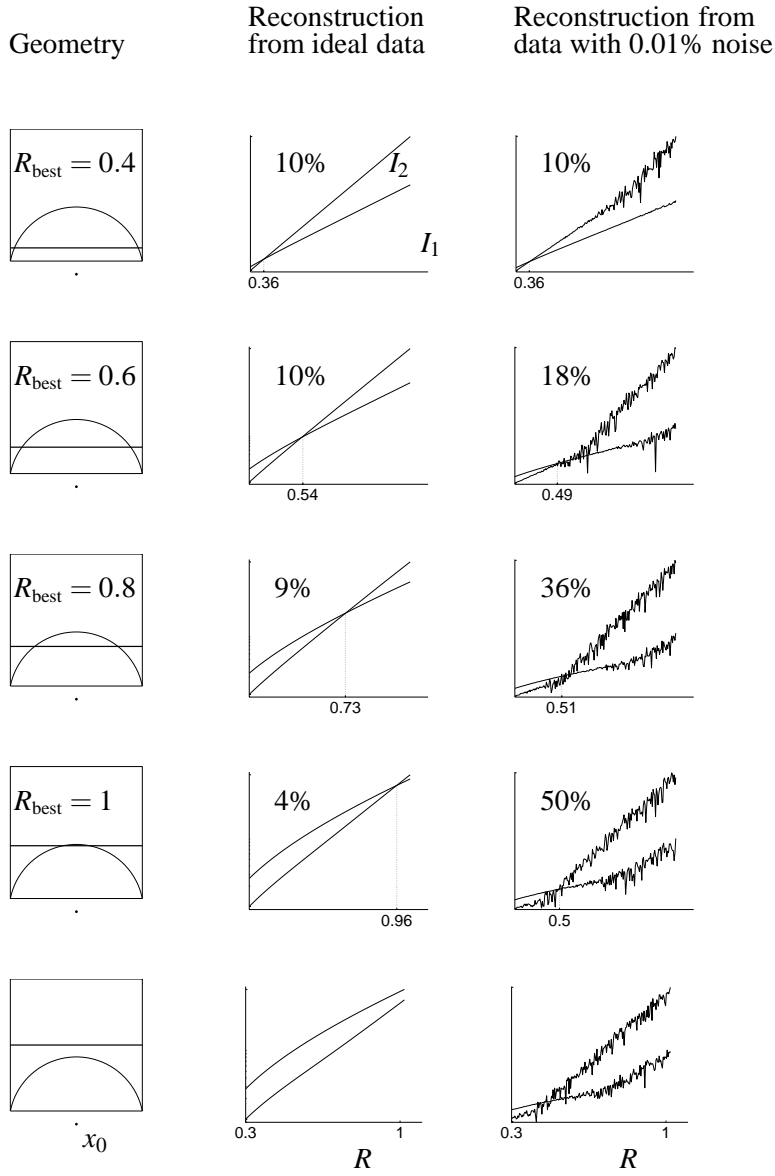 Geometry
Reconstruction
from ideal data
Reconstruction from
data with 0.01% noise
R_best = 0.4
10%
I_2
I_1
0.36
10%
0.36
R_best = 0.6
10%
0.54
18%
0.49
R_best = 0.8
9%
0.73
36%
0.51
R_best = 1
4%
0.96
50%
0.5
x_0
0.3
1
R
0.3
1
R